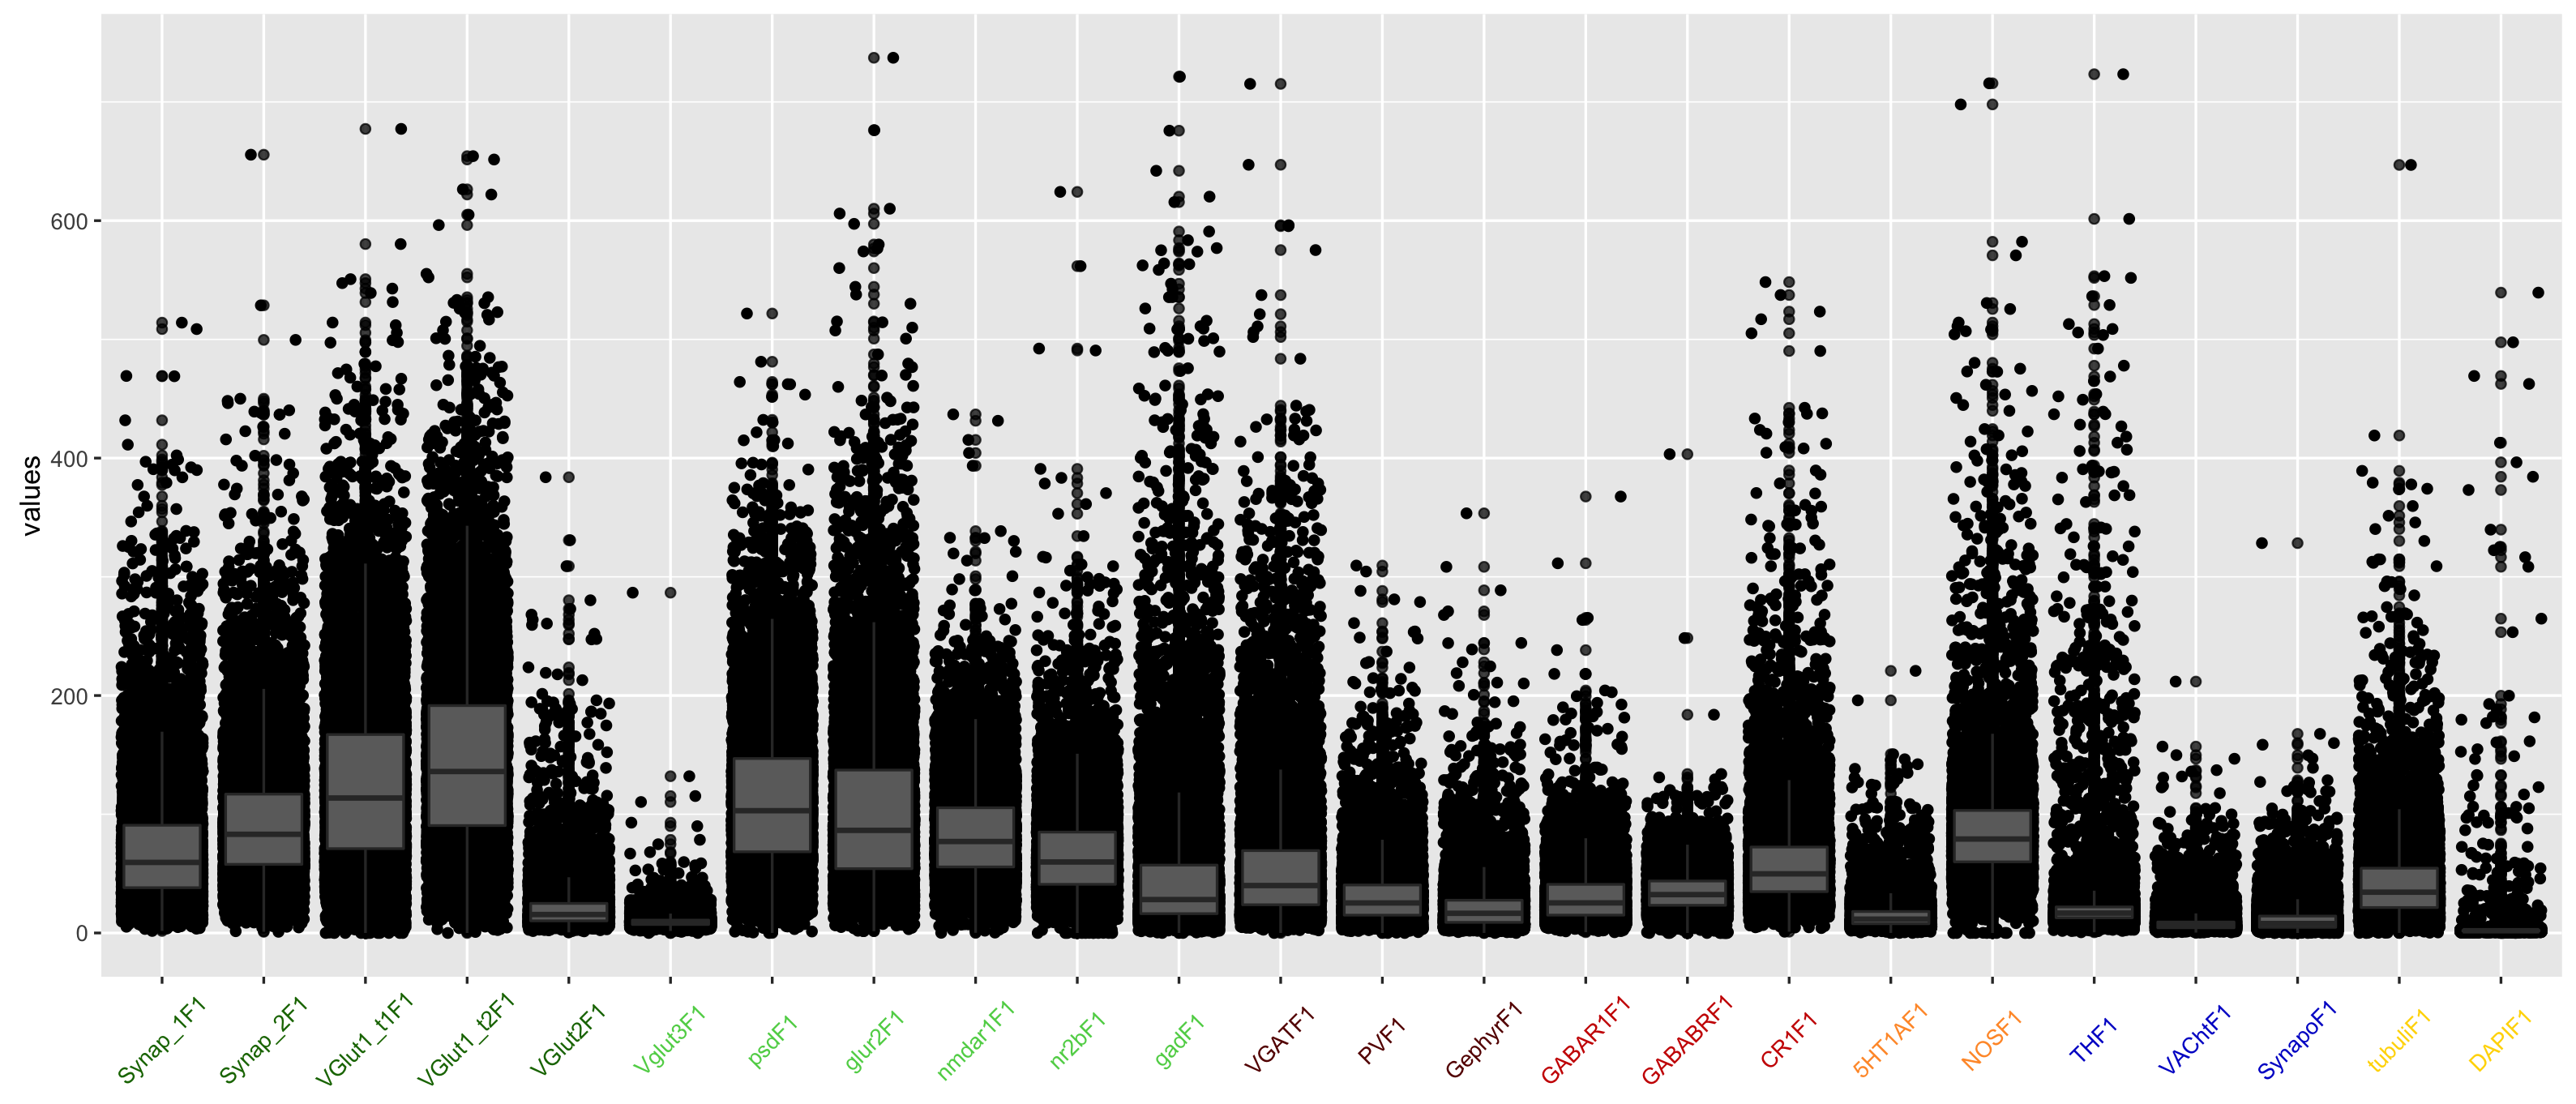 values
600
400
200
0
Synap_1F1
Synap_2F1
VGlut1_t1F1
VGlut1_t2F1
VGlut2F1
Vglut3F1
psdF1
glur2F1
nmdar1F1
nr2bF1
gadF1
VGATF1
PVF1
GephyrF1
GABAR1F1
GABABRF1
CR1F1
5HT1AF1
NOSF1
THF1
VAChtF1
SynapoF1
tubuliF1
DAPIF1